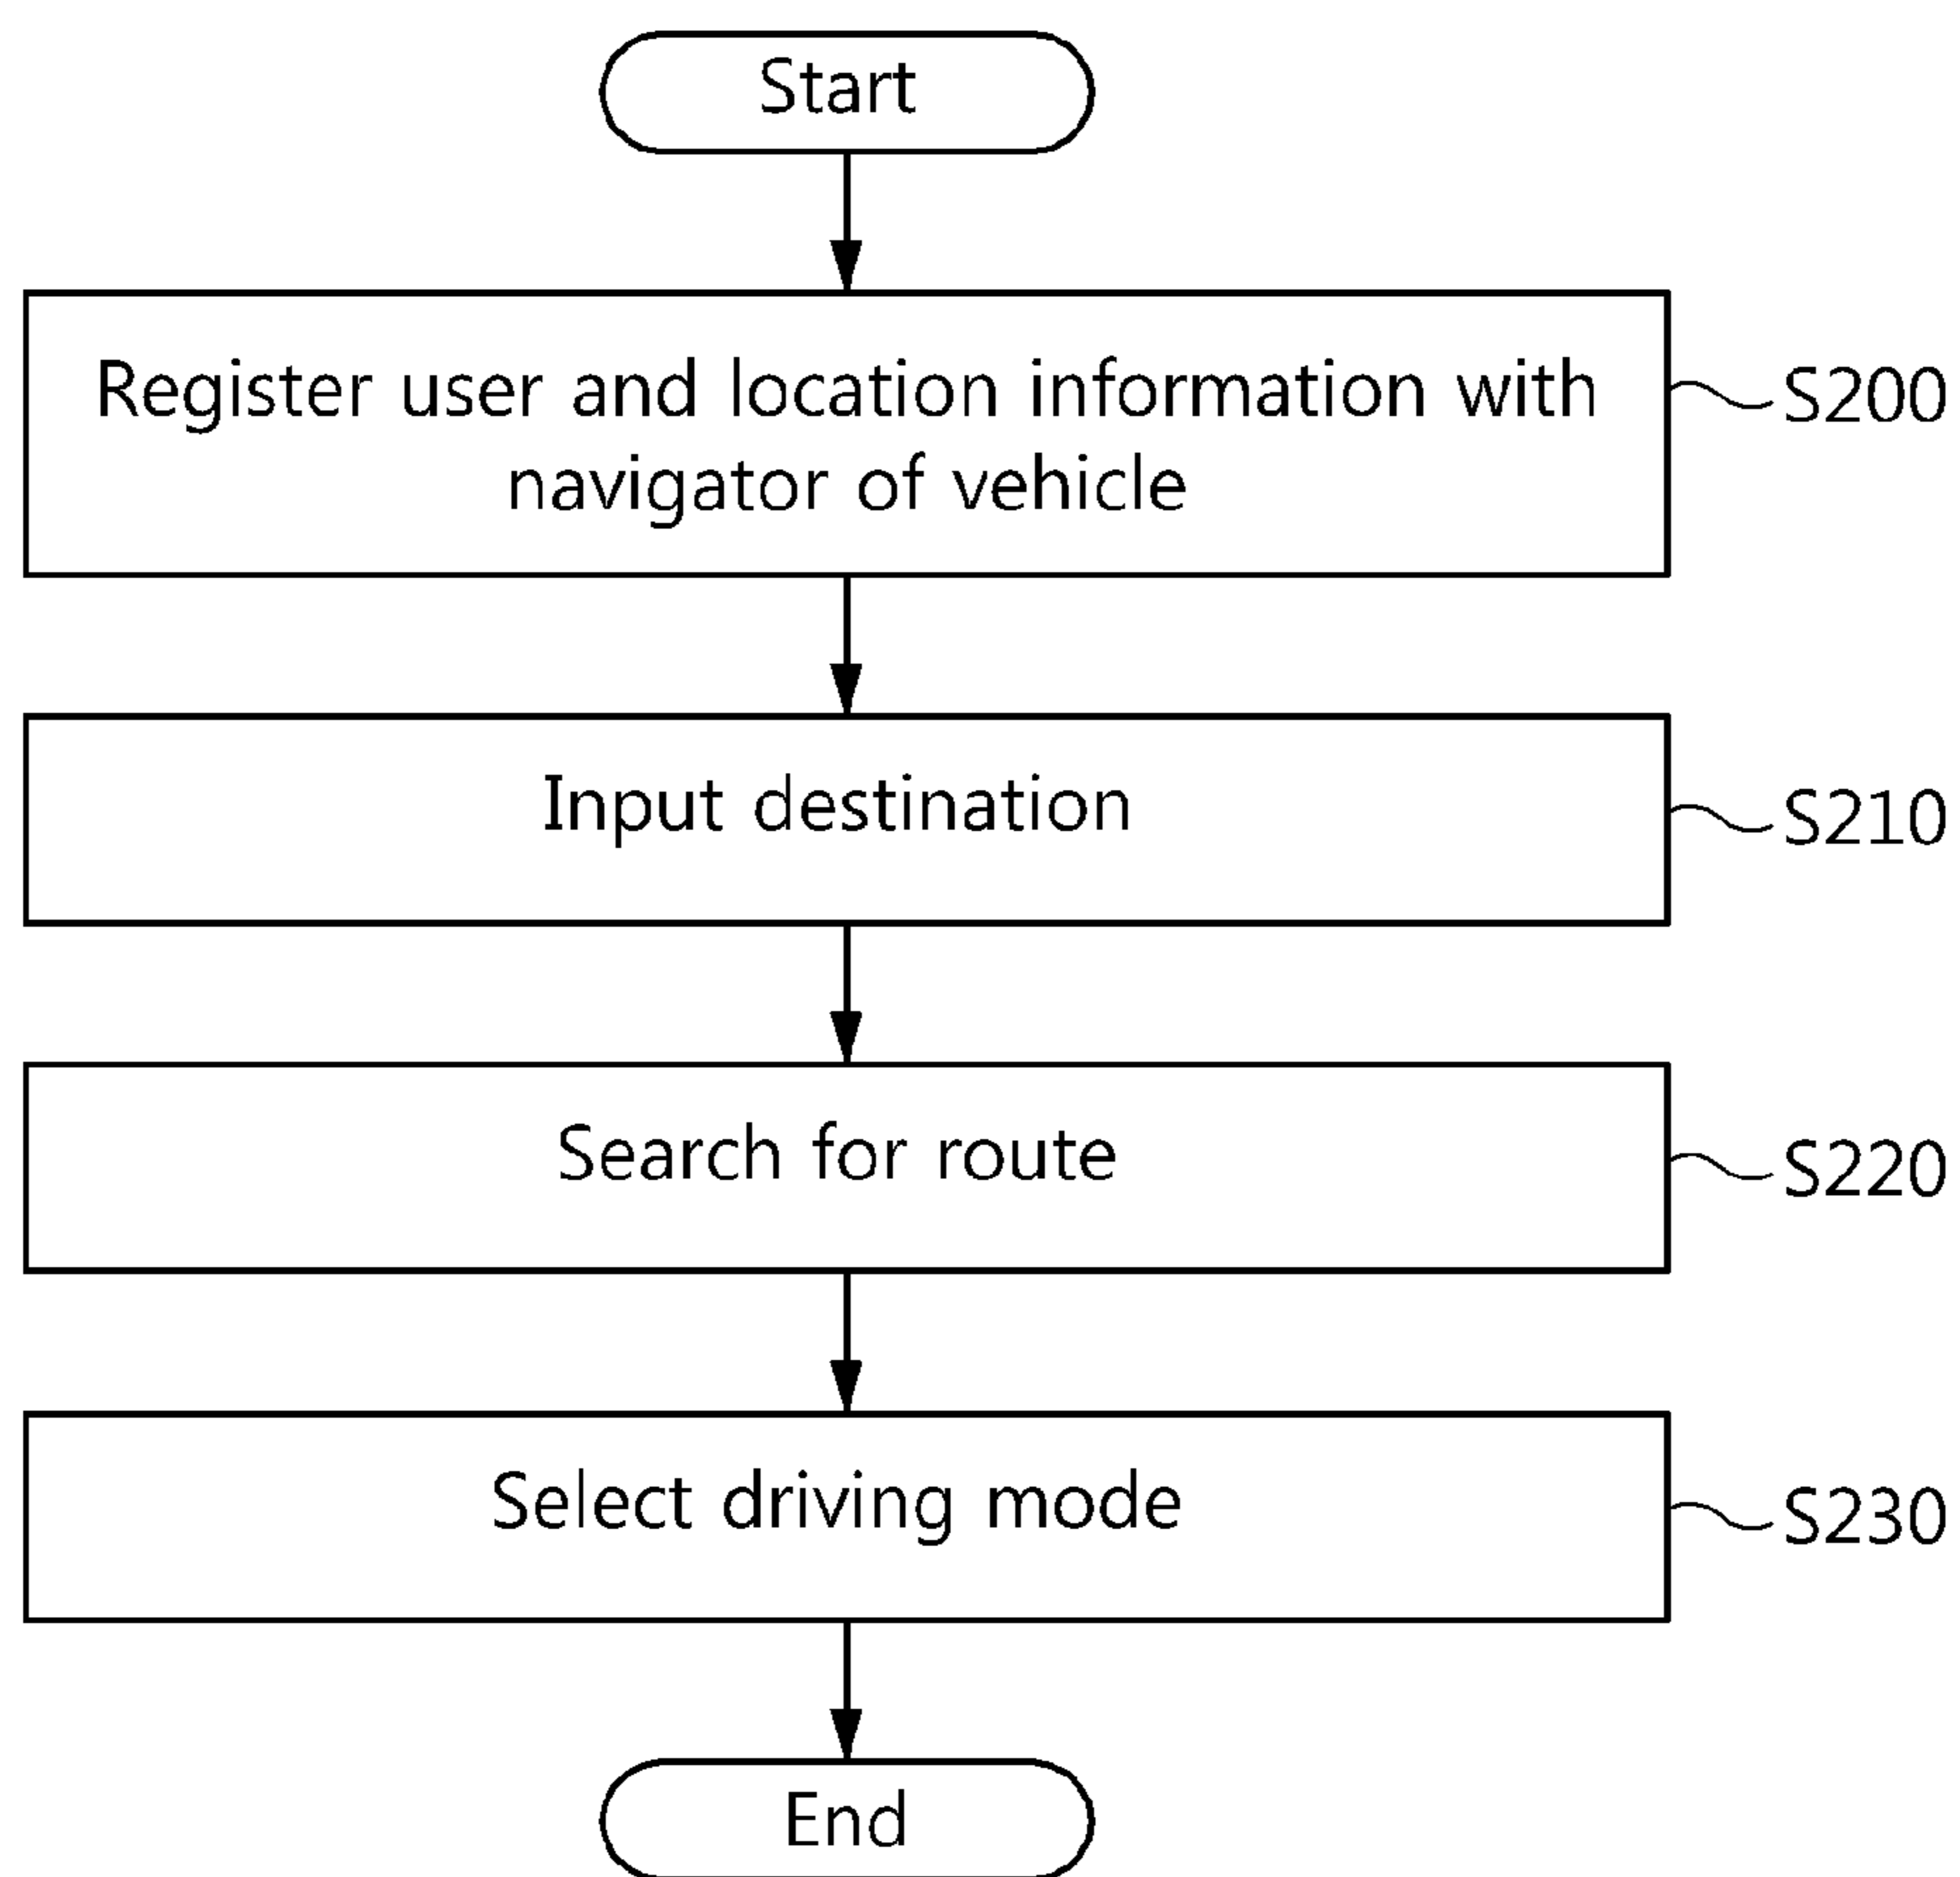 Start
Register user and location information with
navigator of vehicle
S200
Input destination
S210
Search for route
S220
Select driving mode
S230
End